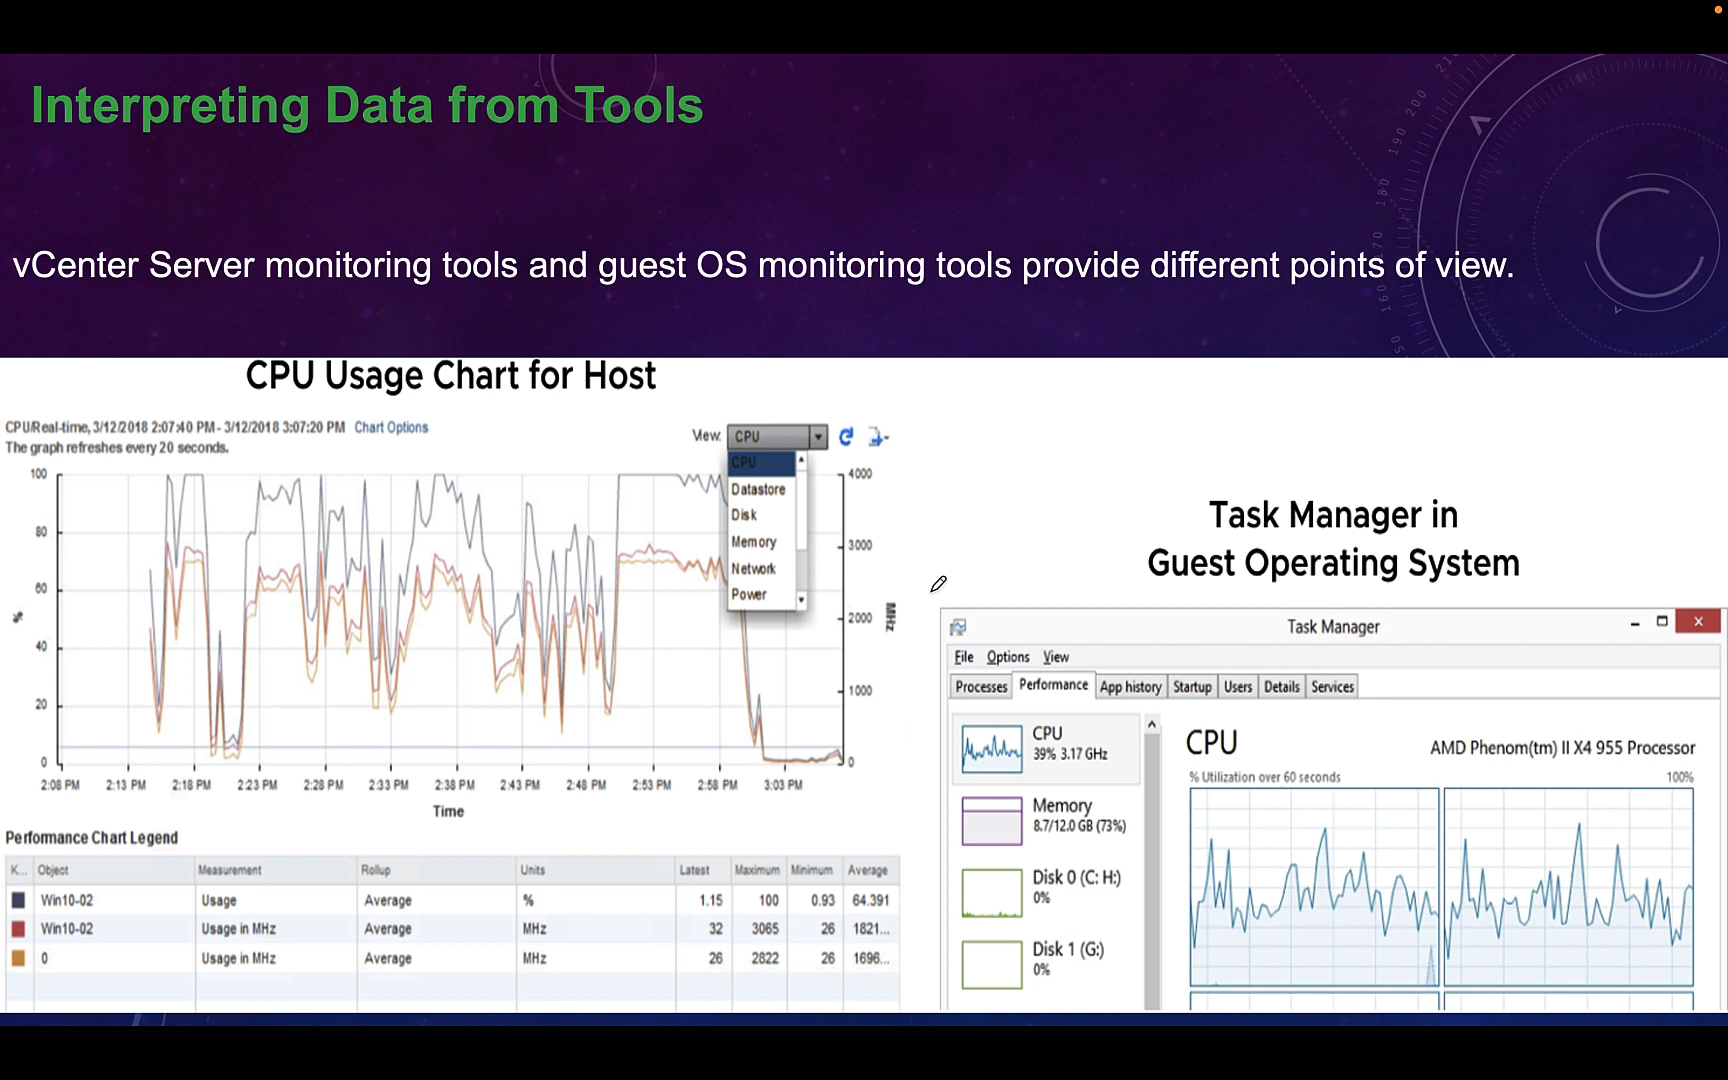 Interpreting Data from Tools
vCenter Server monitoring tools and guest OS monitoring tools provide different points of view.
CPU Usage Chart for Host
CPU/Real-time, 3/12/2018 2:07:40 PM - 3/12/2018 3:07:20 PM Chart Options
The graph refreshes every 20 seconds.
View: CPU
CPU
Datastore
Disk
Memory
Network
Power
100
80
60
40
20
0
%
4000
3000
2000
1000
0
MHz
2:08 PM 2:13 PM 2:18 PM 2:23 PM 2:28 PM 2:33 PM 2:38 PM 2:43 PM 2:48 PM 2:53 PM 2:58 PM 3:03 PM
Time
Performance Chart Legend
K... Object Measurement Rollup Units Latest Maximum Minimum Average
Win10-02 Usage Average % 1.15 100 0.93 64.391
Win10-02 Usage in MHz Average MHz 32 3065 26 1821...
0 Usage in MHz Average MHz 26 2822 26 1696...
Task Manager in
Guest Operating System
Task Manager
File Options View
Processes Performance App history Startup Users Details Services
CPU
39% 3.17 GHz
Memory
8.7/12.0 GB (73%)
Disk 0 (C: H:)
0%
Disk 1 (G:)
0%
CPU AMD Phenom(tm) II X4 955 Processor
% Utilization over 60 seconds 100%
210
200
190
180
170
160